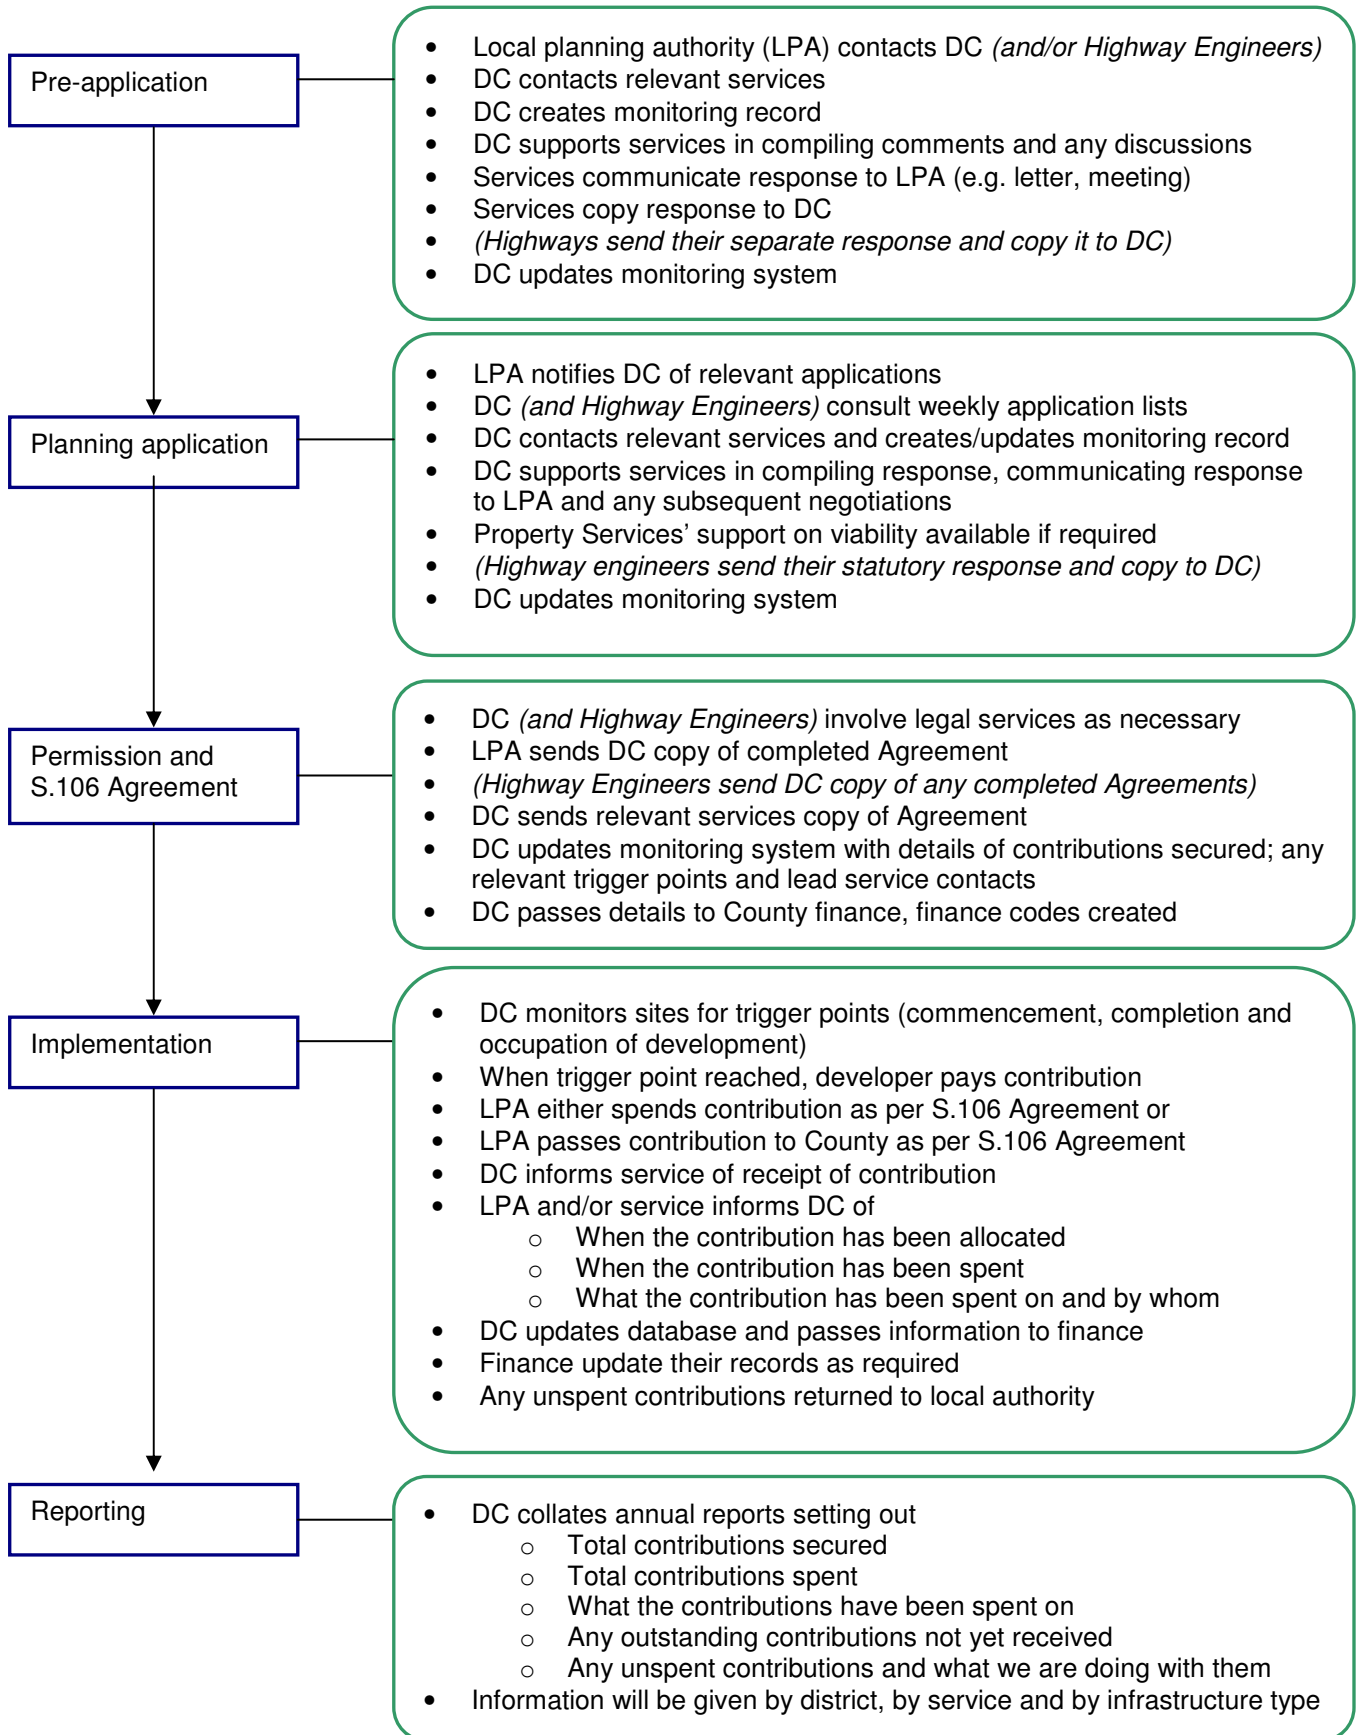 Pre-application
• Local planning authority (LPA) contacts DC (and/or Highway Engineers)
• DC contacts relevant services
• DC creates monitoring record
• DC supports services in compiling comments and any discussions
• Services communicate response to LPA (e.g. letter, meeting)
• Services copy response to DC
• (Highways send their separate response and copy it to DC)
• DC updates monitoring system
Planning application
• LPA notifies DC of relevant applications
• DC (and Highway Engineers) consult weekly application lists
• DC contacts relevant services and creates/updates monitoring record
• DC supports services in compiling response, communicating response
to LPA and any subsequent negotiations
• Property Services’ support on viability available if required
• (Highway engineers send their statutory response and copy to DC)
• DC updates monitoring system
Permission and
S.106 Agreement
• DC (and Highway Engineers) involve legal services as necessary
• LPA sends DC copy of completed Agreement
• (Highway Engineers send DC copy of any completed Agreements)
• DC sends relevant services copy of Agreement
• DC updates monitoring system with details of contributions secured; any
relevant trigger points and lead service contacts
• DC passes details to County finance, finance codes created
Implementation
• DC monitors sites for trigger points (commencement, completion and
occupation of development)
• When trigger point reached, developer pays contribution
• LPA either spends contribution as per S.106 Agreement or
• LPA passes contribution to County as per S.106 Agreement
• DC informs service of receipt of contribution
• LPA and/or service informs DC of
o When the contribution has been allocated
o When the contribution has been spent
o What the contribution has been spent on and by whom
• DC updates database and passes information to finance
• Finance update their records as required
• Any unspent contributions returned to local authority
Reporting
• DC collates annual reports setting out
o Total contributions secured
o Total contributions spent
o What the contributions have been spent on
o Any outstanding contributions not yet received
o Any unspent contributions and what we are doing with them
• Information will be given by district, by service and by infrastructure type